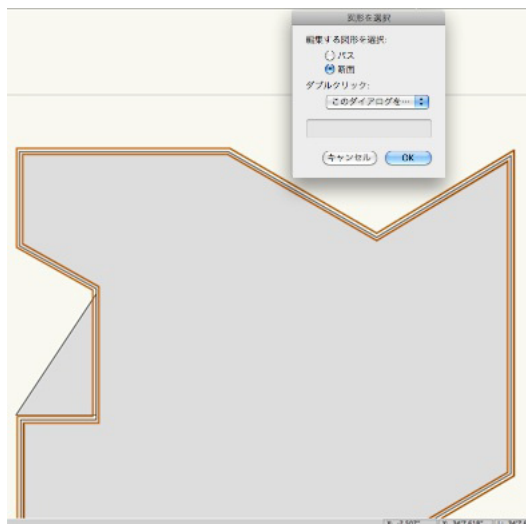 図形を選択
編集する図形を選択:
パス
断面
ダブルクリック:
このダイアログを…
キャンセル
OK